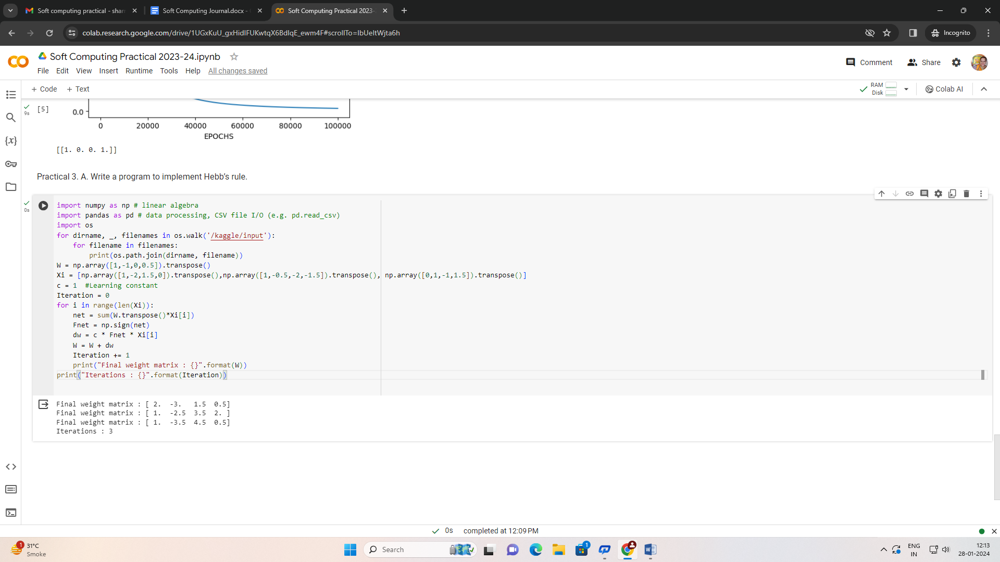 Soft computing practical - shar
Soft Computing Journal.docx -
Soft Computing Practical 2023-
colab.research.google.com/drive/1UGxKuU_gxHidlFUKwtqX6BdlqE_ewm4F#scrollTo=IbUeItWjta6h
Incognito
Soft Computing Practical 2023-24.ipynb
File Edit View Insert Runtime Tools Help All changes saved
Comment
Share
+ Code + Text
RAM
Disk
Colab AI
9s
[5]
0.0
0 20000 40000 60000 80000 100000
EPOCHS
[[1. 0. 0. 1.]]
Practical 3. A. Write a program to implement Hebb’s rule.
0s
import numpy as np # linear algebra
import pandas as pd # data processing, CSV file I/O (e.g. pd.read_csv)
import os
for dirname, _, filenames in os.walk('/kaggle/input'):
    for filename in filenames:
        print(os.path.join(dirname, filename))
W = np.array([1,-1,0,0.5]).transpose()
Xi = [np.array([1,-2,1.5,0]).transpose(),np.array([1,-0.5,-2,-1.5]).transpose(), np.array([0,1,-1,1.5]).transpose()]
c = 1  #Learning constant
Iteration = 0
for i in range(len(Xi)):
    net = sum(W.transpose()*Xi[i])
    Fnet = np.sign(net)
    dw = c * Fnet * Xi[i]
    W = W + dw
    Iteration += 1
    print("Final weight matrix : {}".format(W))
print("Iterations : {}".format(Iteration))
Final weight matrix : [ 2.  -3.   1.5  0.5]
Final weight matrix : [ 1.  -2.5  3.5  2. ]
Final weight matrix : [ 1.  -3.5  4.5  0.5]
Iterations : 3
0s completed at 12:09 PM
1
31°C
Smoke
Search
1
ENG
IN
12:13
28-01-2024